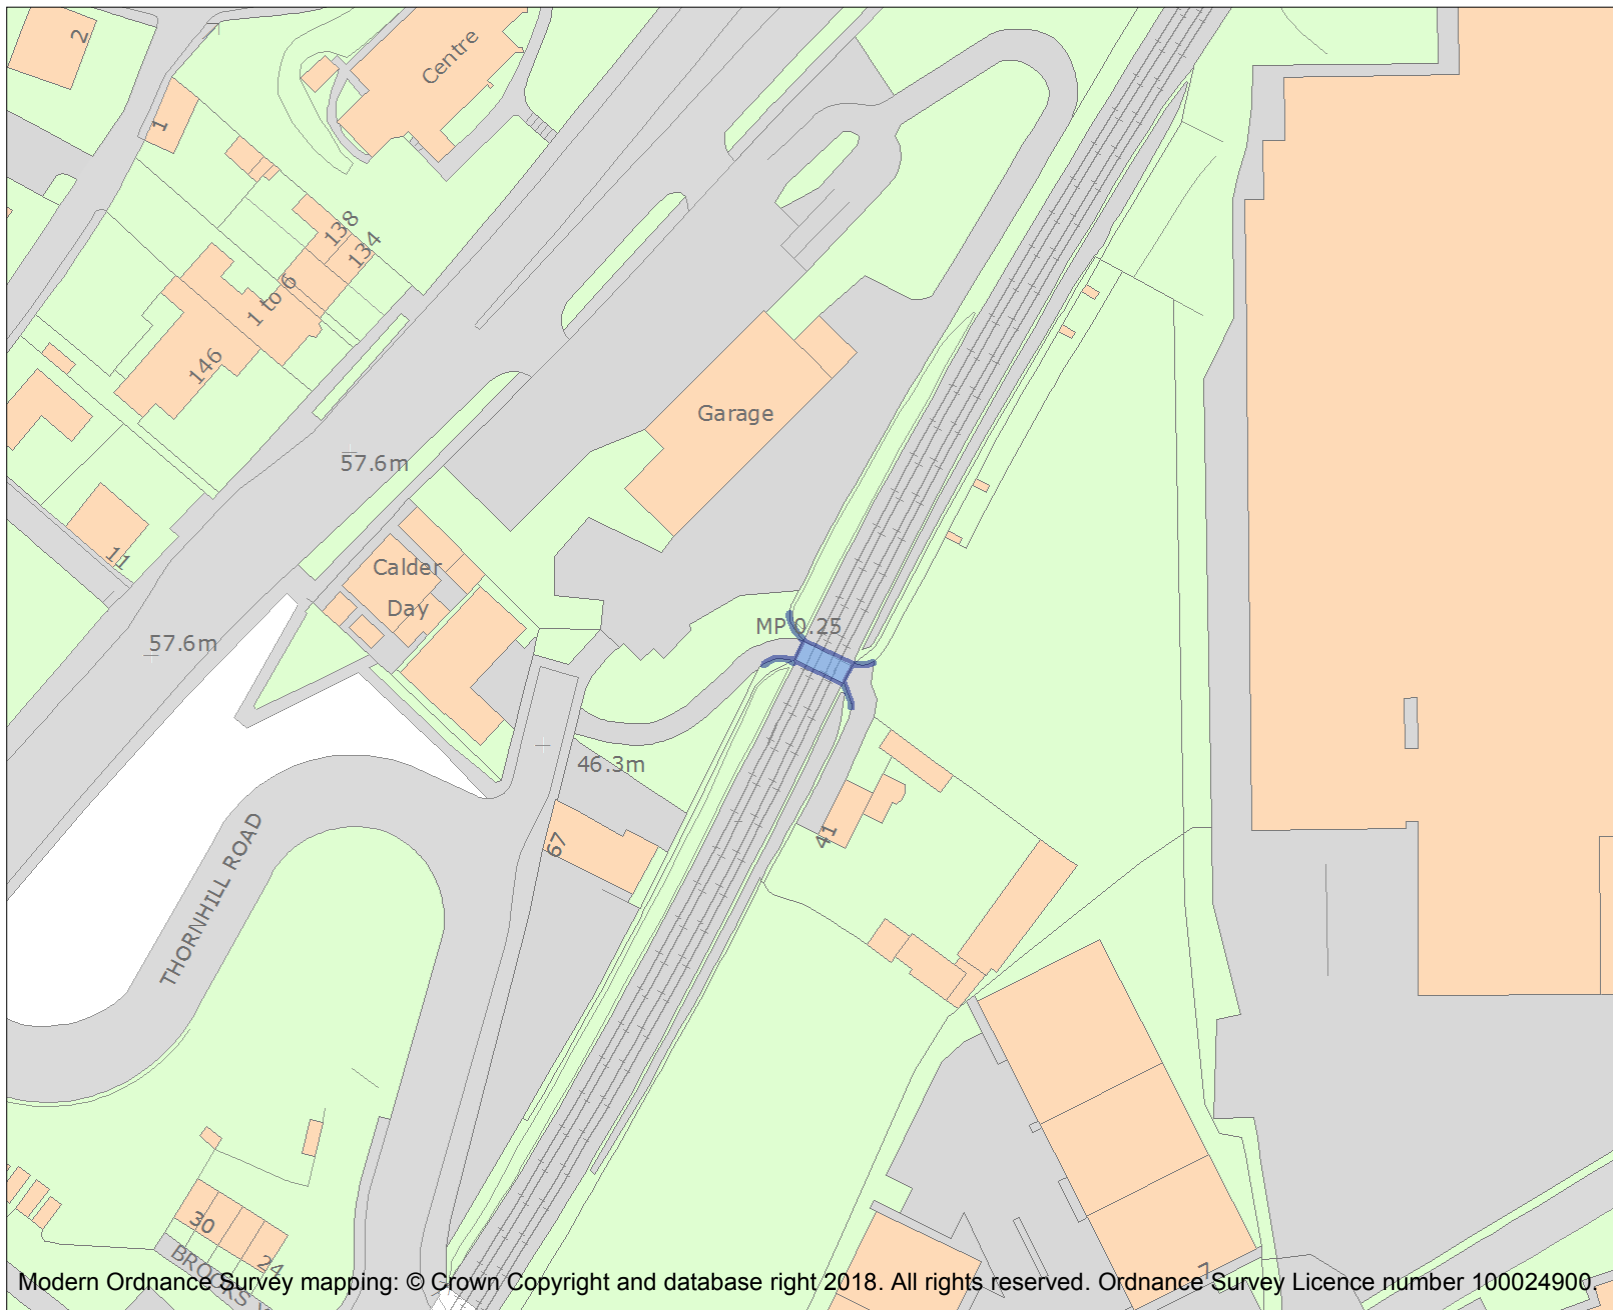 2
Centre
1
138
134
1 to 6
146
Garage
57.6m
11
Calder
Day
MP 0.25
57.6m
46.3m
THORNHILL ROAD
67
41
30
24
7
BROOKS
Modern Ordnance Survey mapping: © Crown Copyright and database right 2018. All rights reserved. Ordnance Survey Licence number 100024900.